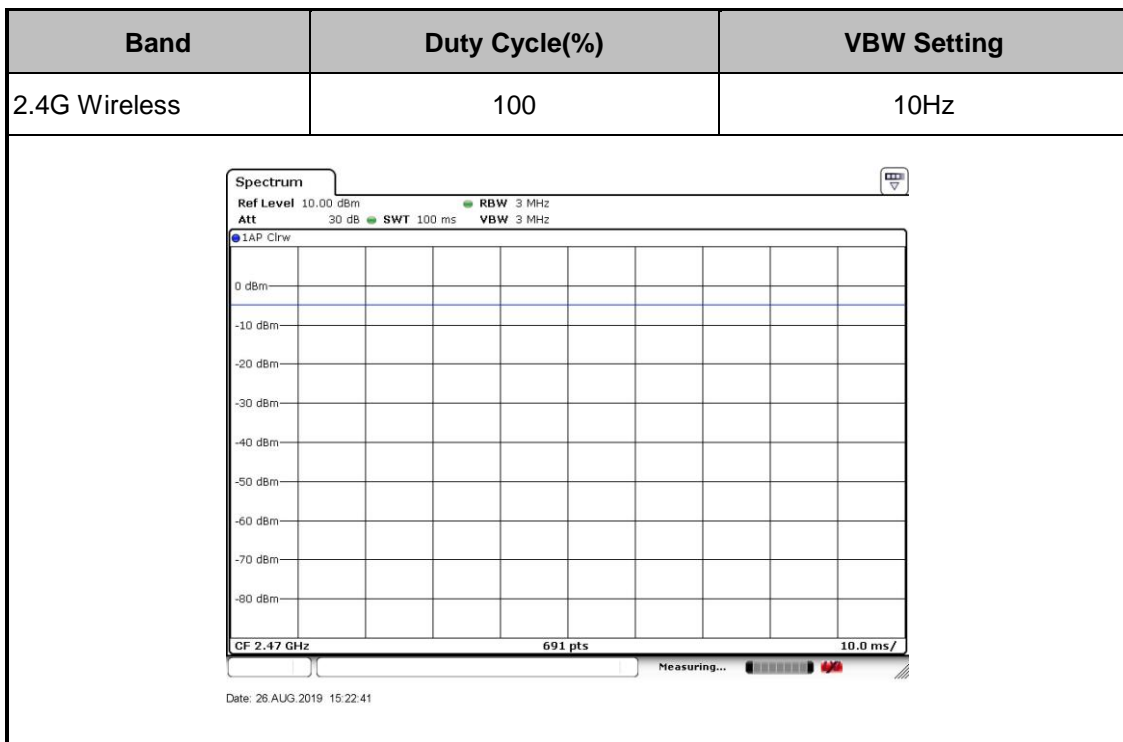 Band Duty Cycle(%) VBW Setting
2.4G Wireless 100 10Hz
Spectrum
Ref Level 10.00 dBm RBW 3 MHz
Att 30 dB SWT 100 ms VBW 3 MHz
1AP Clrw
0 dBm
-10 dBm
-20 dBm
-30 dBm
-40 dBm
-50 dBm
-60 dBm
-70 dBm
-80 dBm
CF 2.47 GHz 691 pts 10.0 ms/
Measuring...
Date: 26.AUG.2019 15:22:41